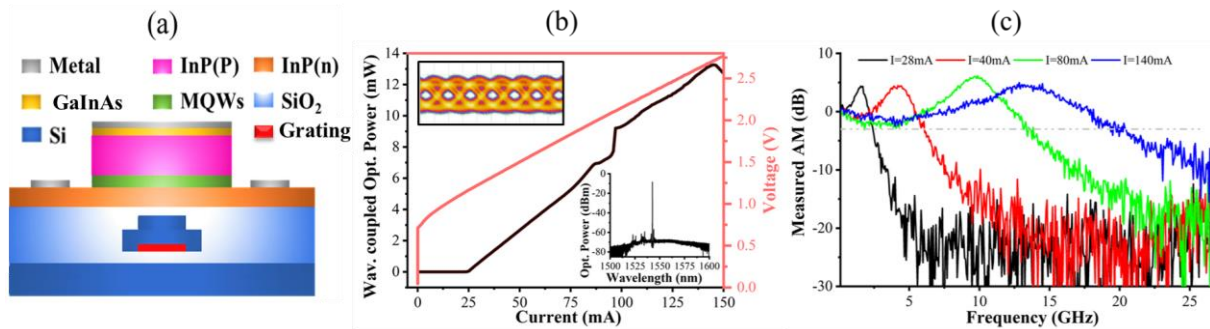 (a)
Metal
InP(P)
InP(n)
GaInAs
MQWs
SiO2
Si
Grating
(b)
Wav. coupled Opt. Power (mW)
14
12
10
8
6
4
2
0
0
25
50
75
100
125
150
Current (mA)
2.5
2.0
1.5
1.0
0.5
0.0
Voltage (V)
Opt. Power (dBm)
0
-20
-40
-60
-80
1500
1525
1550
1575
1600
Wavelength (nm)
(c)
Measured AM (dB)
10
0
-10
-20
-30
I=28mA
I=40mA
I=80mA
I=140mA
5
10
15
20
25
Frequency (GHz)